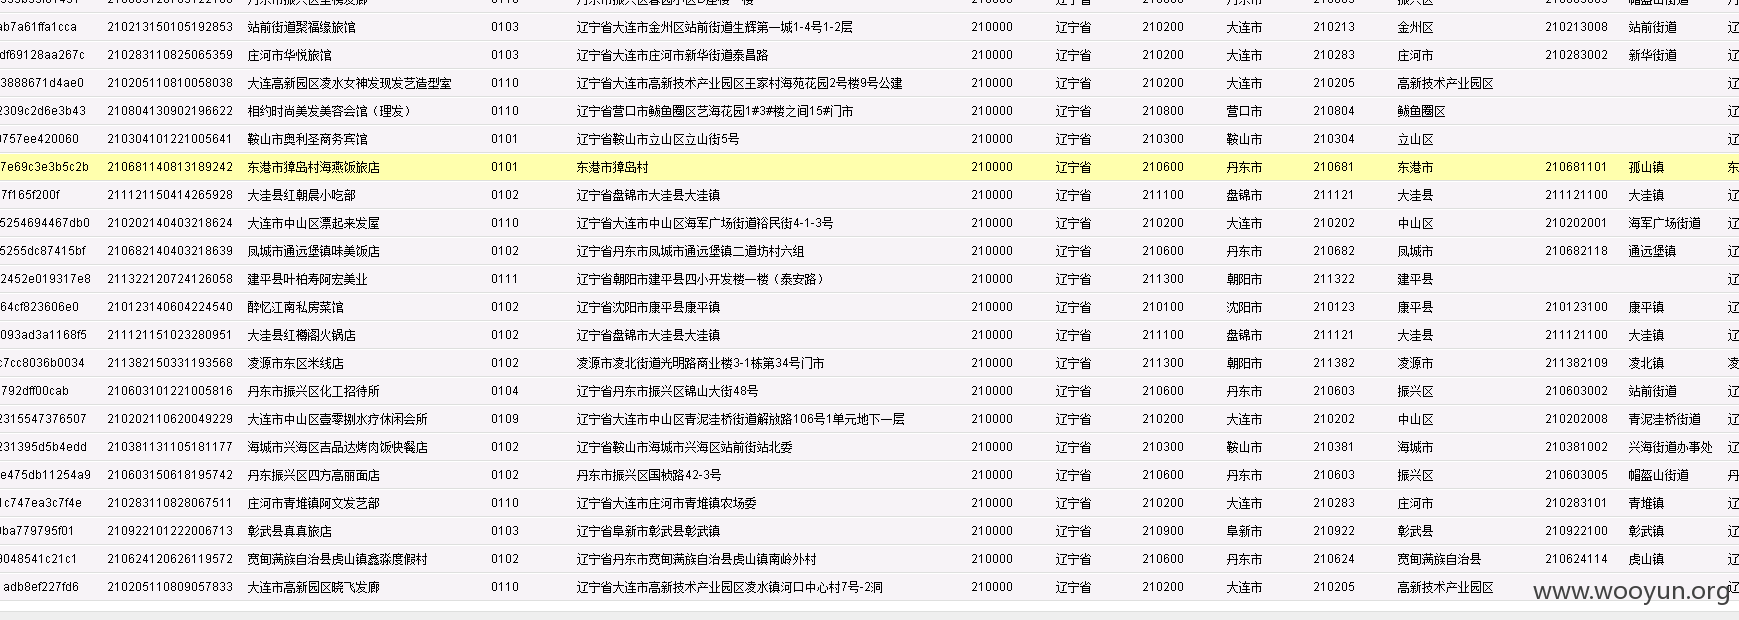 ab7a61ffa1cca 210213150105192853 站前街道聚福缘旅馆 0103 辽宁省大连市金州区站前街道生辉第一城1-4号1-2层 210000 辽宁省 210200 大连市 210213 金州区 210213008 站前街道 辽
df69128aa267c 210283110825065359 庄河市华悦旅馆 0103 辽宁省大连市庄河市新华街道泰昌路 210000 辽宁省 210200 大连市 210283 庄河市 210283002 新华街道 辽
3888671d4ae0 210205110810058038 大连高新园区凌水女神发现发艺造型室 0110 辽宁省大连市高新技术产业园区王家村海苑花园2号楼9号公建 210000 辽宁省 210200 大连市 210205 高新技术产业园区 辽
2309c2d6e3b43 210804130902196622 相约时尚美发美容会馆（理发） 0110 辽宁省营口市鲅鱼圈区艺海花园1#3#楼之间15#门市 210000 辽宁省 210800 营口市 210804 鲅鱼圈区 辽
0757ee420060 210304101221005641 鞍山市奥利圣商务宾馆 0101 辽宁省鞍山市立山区立山街5号 210000 辽宁省 210300 鞍山市 210304 立山区 辽
7e69c3e3b5c2b 210681140813189242 东港市獐岛村海燕饭旅店 0101 东港市獐岛村 210000 辽宁省 210600 丹东市 210681 东港市 210681101 孤山镇 东
7f165f200f 211121150414265928 大洼县红朝晨小吃部 0102 辽宁省盘锦市大洼县大洼镇 210000 辽宁省 211100 盘锦市 211121 大洼县 211121100 大洼镇 辽
5254694467db0 210202140403218624 大连市中山区漂起来发屋 0110 辽宁省大连市中山区海军广场街道裕民街4-1-3号 210000 辽宁省 210200 大连市 210202 中山区 210202001 海军广场街道 辽
5255dc87415bf 210682140403218639 凤城市通远堡镇味美饭店 0102 辽宁省丹东市凤城市通远堡镇二道坊村六组 210000 辽宁省 210600 丹东市 210682 凤城市 210682118 通远堡镇 辽
2452e019317e8 211322120724126058 建平县叶柏寿阿宏美业 0111 辽宁省朝阳市建平县四小开发楼一楼（泰安路） 210000 辽宁省 211300 朝阳市 211322 建平县 辽
64cf823606e0 210123140604224540 醉忆江南私房菜馆 0102 辽宁省沈阳市康平县康平镇 210000 辽宁省 210100 沈阳市 210123 康平县 210123100 康平镇 辽
093ad3a1168f5 211121151023280951 大洼县红樽阁火锅店 0102 辽宁省盘锦市大洼县大洼镇 210000 辽宁省 211100 盘锦市 211121 大洼县 211121100 大洼镇 辽
c7cc8036b0034 211382150331193568 凌源市东区米线店 0102 凌源市凌北街道光明路商业楼3-1栋第34号门市 210000 辽宁省 211300 朝阳市 211382 凌源市 211382109 凌北镇 凌
792dff00cab 210603101221005816 丹东市振兴区化工招待所 0104 辽宁省丹东市振兴区锦山大街48号 210000 辽宁省 210600 丹东市 210603 振兴区 210603002 站前街道 辽
2315547376507 210202110620049229 大连市中山区壹零捌水疗休闲会所 0109 辽宁省大连市中山区青泥洼桥街道解放路106号1单元地下一层 210000 辽宁省 210200 大连市 210202 中山区 210202008 青泥洼桥街道 辽
231395d5b4edd 210381131105181177 海城市兴海区吉品达烤肉饭快餐店 0102 辽宁省鞍山市海城市兴海区站前街站北委 210000 辽宁省 210300 鞍山市 210381 海城市 210381002 兴海街道办事处 辽
e475db11254a9 210603150618195742 丹东振兴区四方高丽面店 0102 丹东市振兴区国桢路42-3号 210000 辽宁省 210600 丹东市 210603 振兴区 210603005 帽盔山街道 丹
1c747ea3c7f4e 210283110828067511 庄河市青堆镇阿文发艺部 0110 辽宁省大连市庄河市青堆镇农场委 210000 辽宁省 210200 大连市 210283 庄河市 210283101 青堆镇 辽
0ba779795f01 210922101222006713 彰武县真真旅店 0103 辽宁省阜新市彰武县彰武镇 210000 辽宁省 210900 阜新市 210922 彰武县 210922100 彰武镇 辽
9048541c21c1 210624120626119572 宽甸满族自治县虎山镇鑫淼度假村 0102 辽宁省丹东市宽甸满族自治县虎山镇南岭外村 210000 辽宁省 210600 丹东市 210624 宽甸满族自治县 210624114 虎山镇 辽
adb8ef227fd6 210205110809057833 大连市高新园区晓飞发廊 0110 辽宁省大连市高新技术产业园区凌水镇河口中心村7号-2洞 210000 辽宁省 210200 大连市 210205 高新技术产业园区 辽
www.wooyun.org